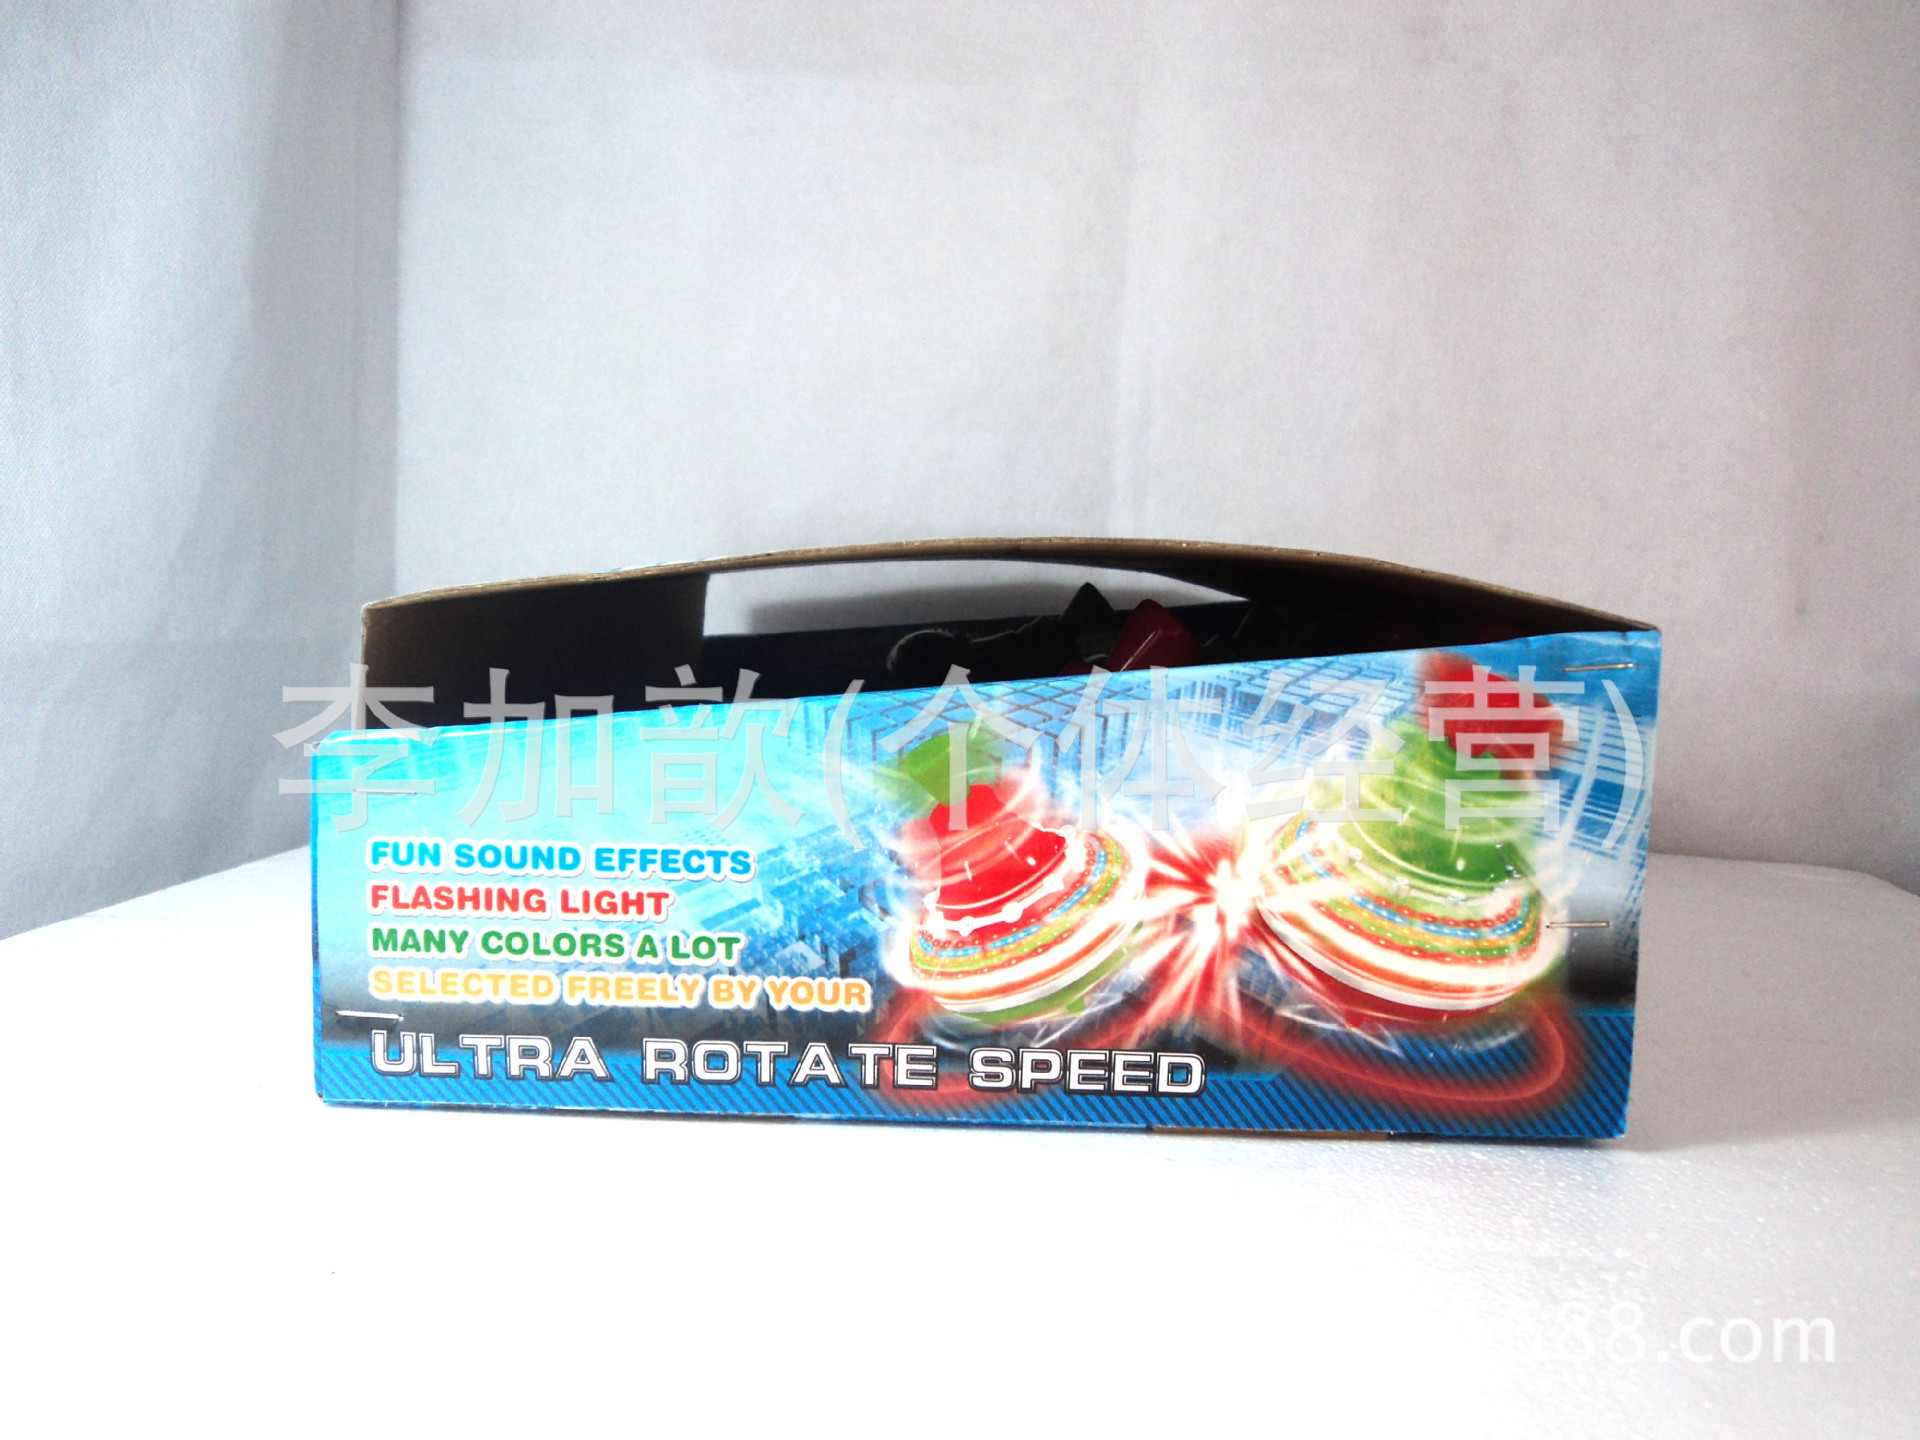 李加歆(个体经营)
FUN SOUND EFFECTS
FLASHING LIGHT
MANY COLORS A LOT
SELECTED FREELY BY YOUR
ULTRA ROTATE SPEED
88.com